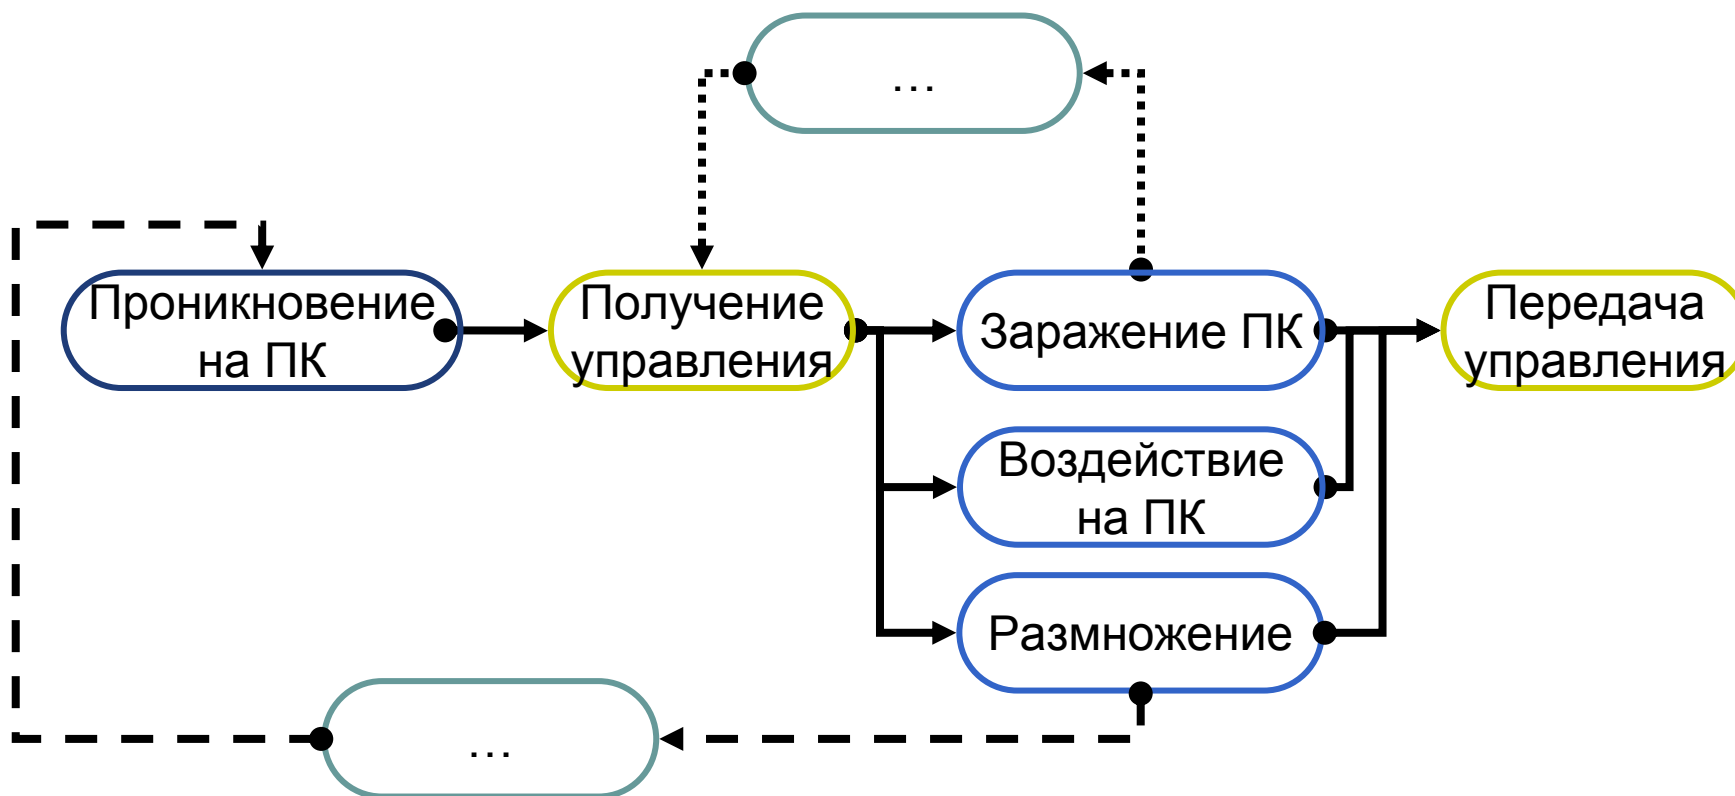 ...
Проникновение
на ПК
Получение
управления
Заражение ПК
Передача
управления
Воздействие
на ПК
Размножение
...